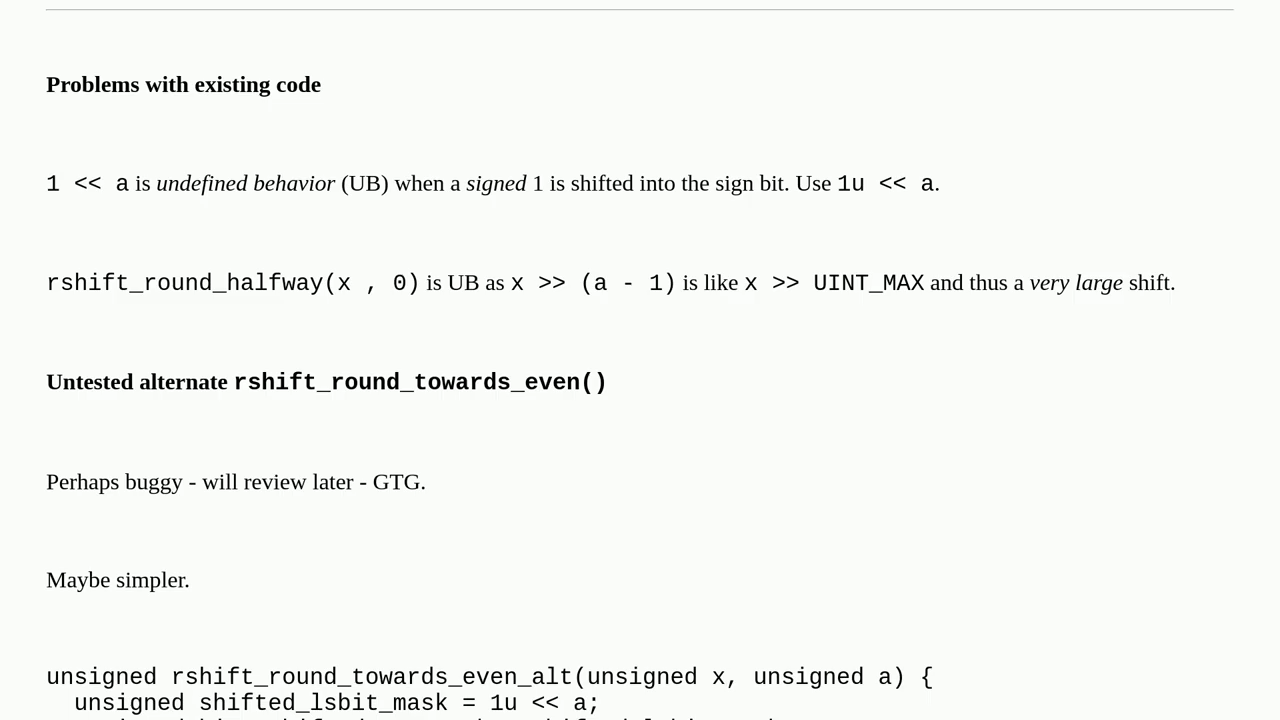 Problems with existing code
1 << a is undefined behavior (UB) when a signed 1 is shifted into the sign bit. Use 1u << a.
rshift_round_halfway(x , 0) is UB as x >> (a - 1) is like x >> UINT_MAX and thus a very large shift.
Untested alternate rshift_round_towards_even()
Perhaps buggy - will review later - GTG.
Maybe simpler.
unsigned rshift_round_towards_even_alt(unsigned x, unsigned a) {
  unsigned shifted_lsbit_mask = 1u << a;